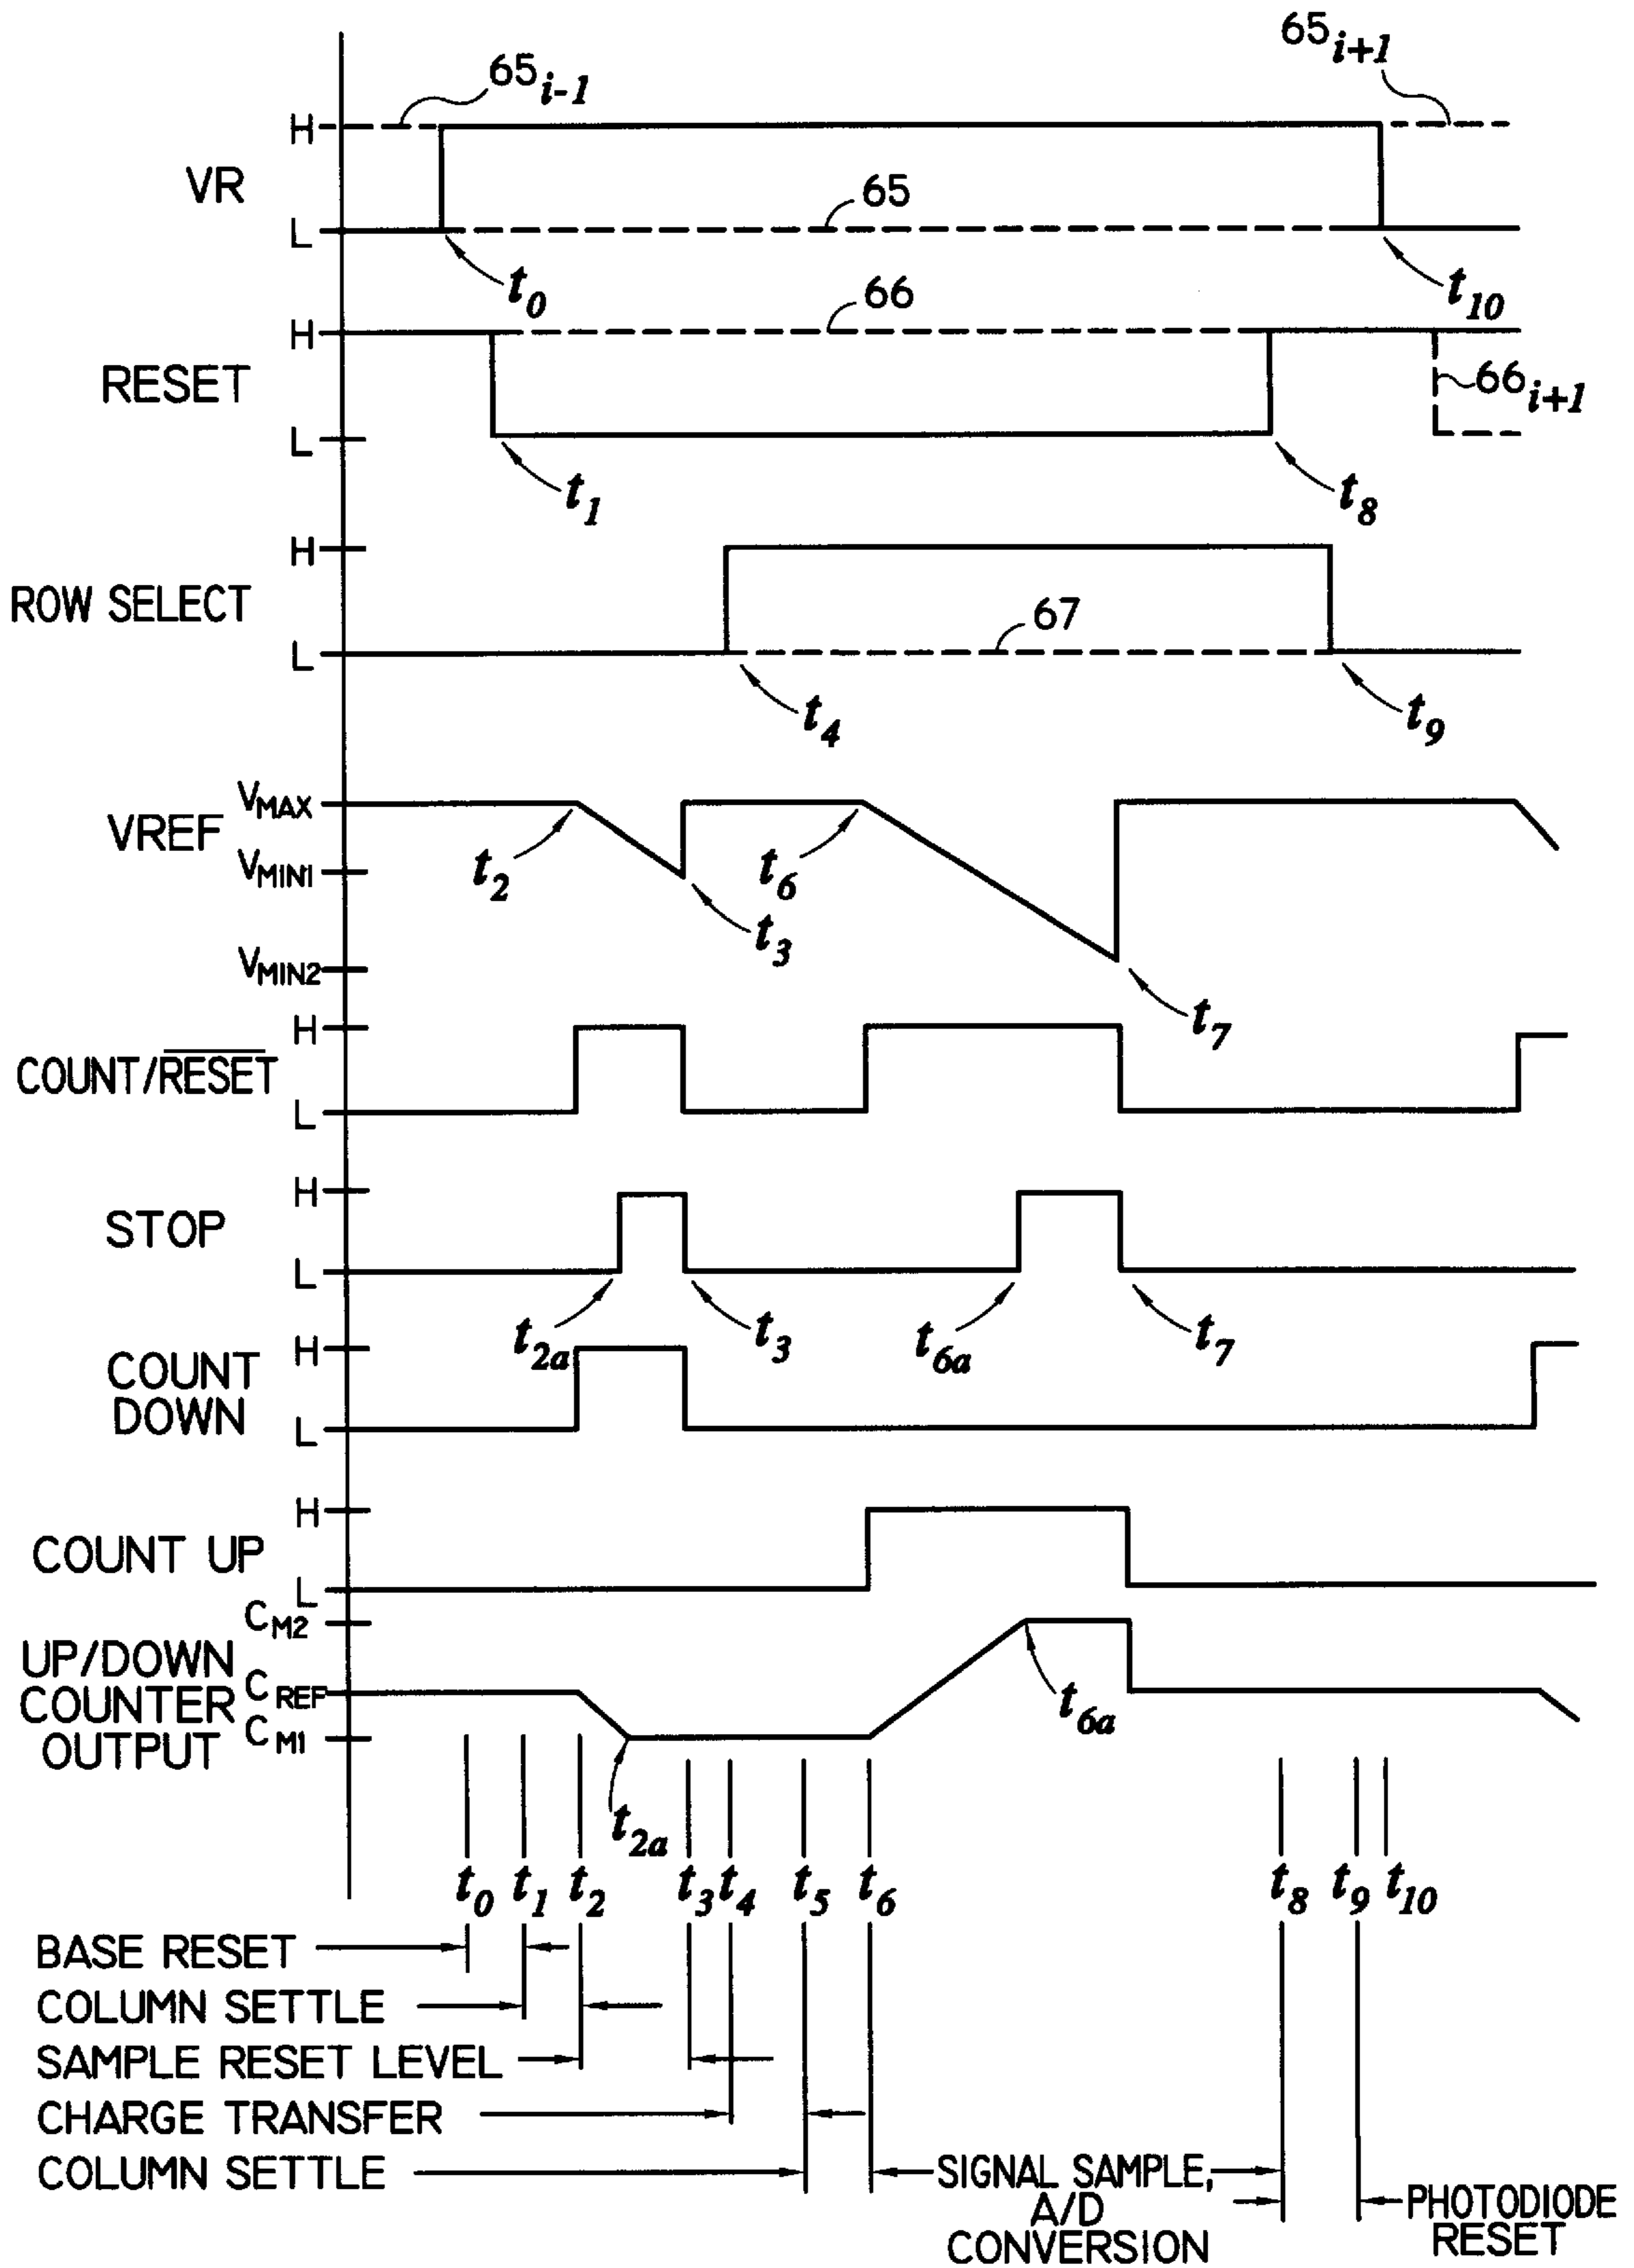 65i-1
65i+1
H
VR
65
L
t0
t10
66
H
RESET
66i+1
L
t1
t8
H
ROW SELECT
67
L
t4
t9
VMAX
VREF
VMIN1
t2
t6
t3
VMIN2
t7
H
COUNT/RESET
L
H
STOP
L
t2a
t3
t6a
t7
H
COUNT
DOWN
L
H
COUNT UP
L
CM2
UP/DOWN
COUNTER
OUTPUT
CREF
CM1
t6a
t2a
t0 t1 t2 t3 t4 t5 t6 t8 t9 t10
BASE RESET
COLUMN SETTLE
SAMPLE RESET LEVEL
CHARGE TRANSFER
COLUMN SETTLE
SIGNAL SAMPLE,
A/D
CONVERSION
PHOTODIODE
RESET